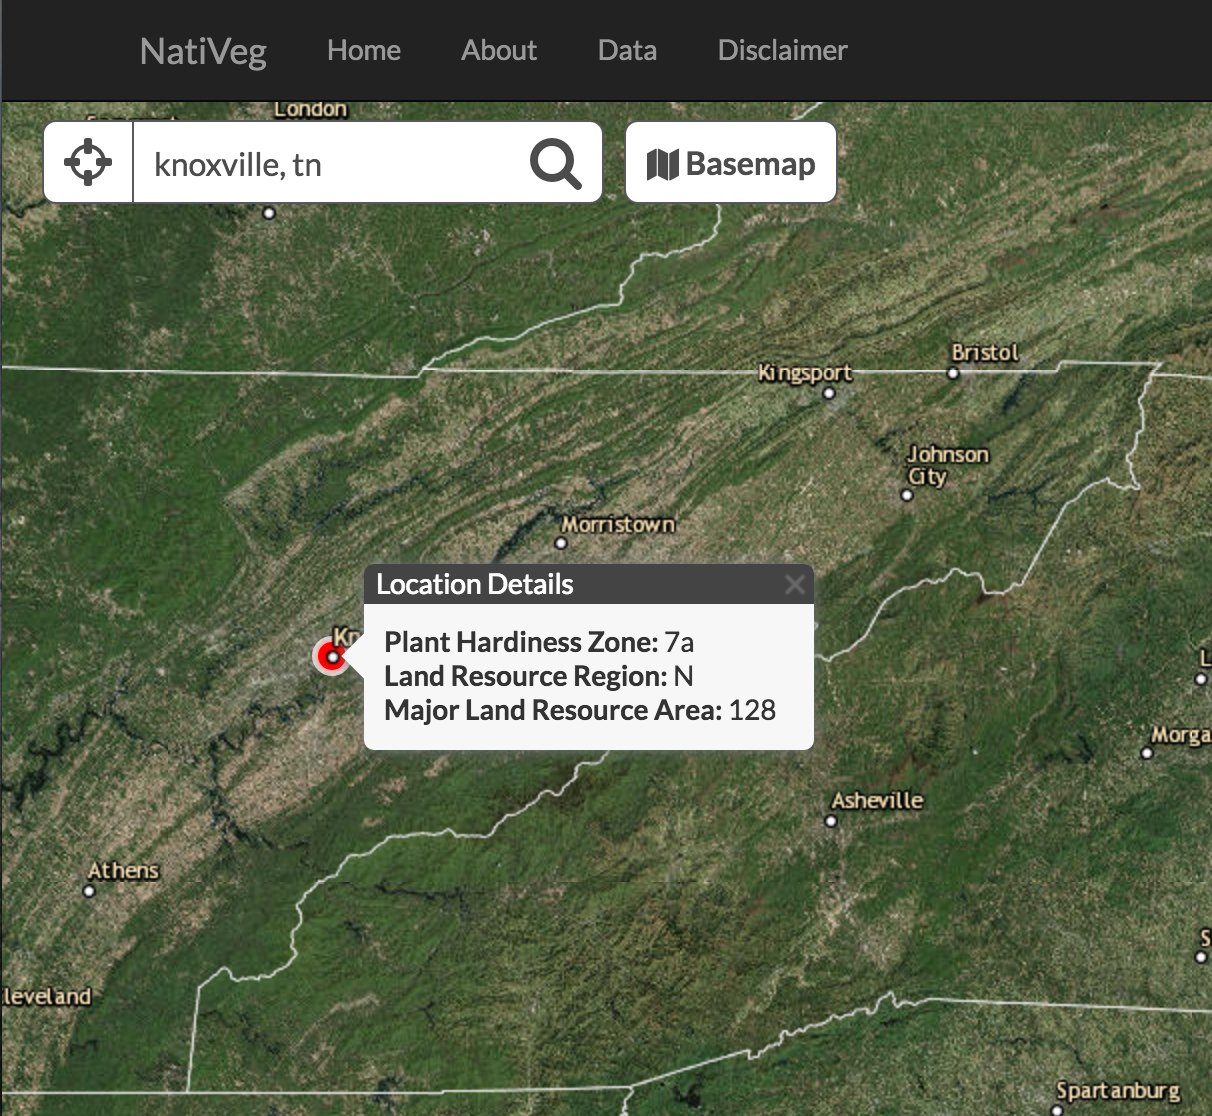 NatiVeg Home About Data Disclaimer
London
knoxville, tn
Basemap
Bristol
Kingsport
Johnson
City
Morristown
Location Details
Kn
Plant Hardiness Zone: 7a
Land Resource Region: N
Major Land Resource Area: 128
L
Morga
Asheville
Athens
S
leveland
Spartanburg